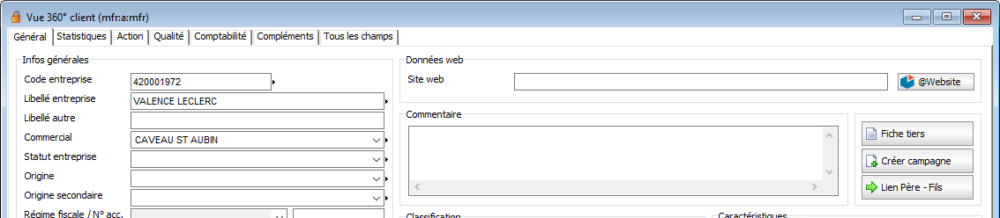 Vue 360° client (mfr:a:mfr)
Général Statistiques Action Qualité Comptabilité Compléments Tous les champs
Infos générales
Code entreprise 420001972
Libellé entreprise VALENCE LECLERC
Libellé autre
Commercial CAVEAU ST AUBIN
Statut entreprise
Origine
Origine secondaire
Régime fiscale / N° acc.
Données web
Site web @Website
Commentaire
Fiche tiers
Créer campagne
Lien Père - Fils
Classification
Caractéristiques